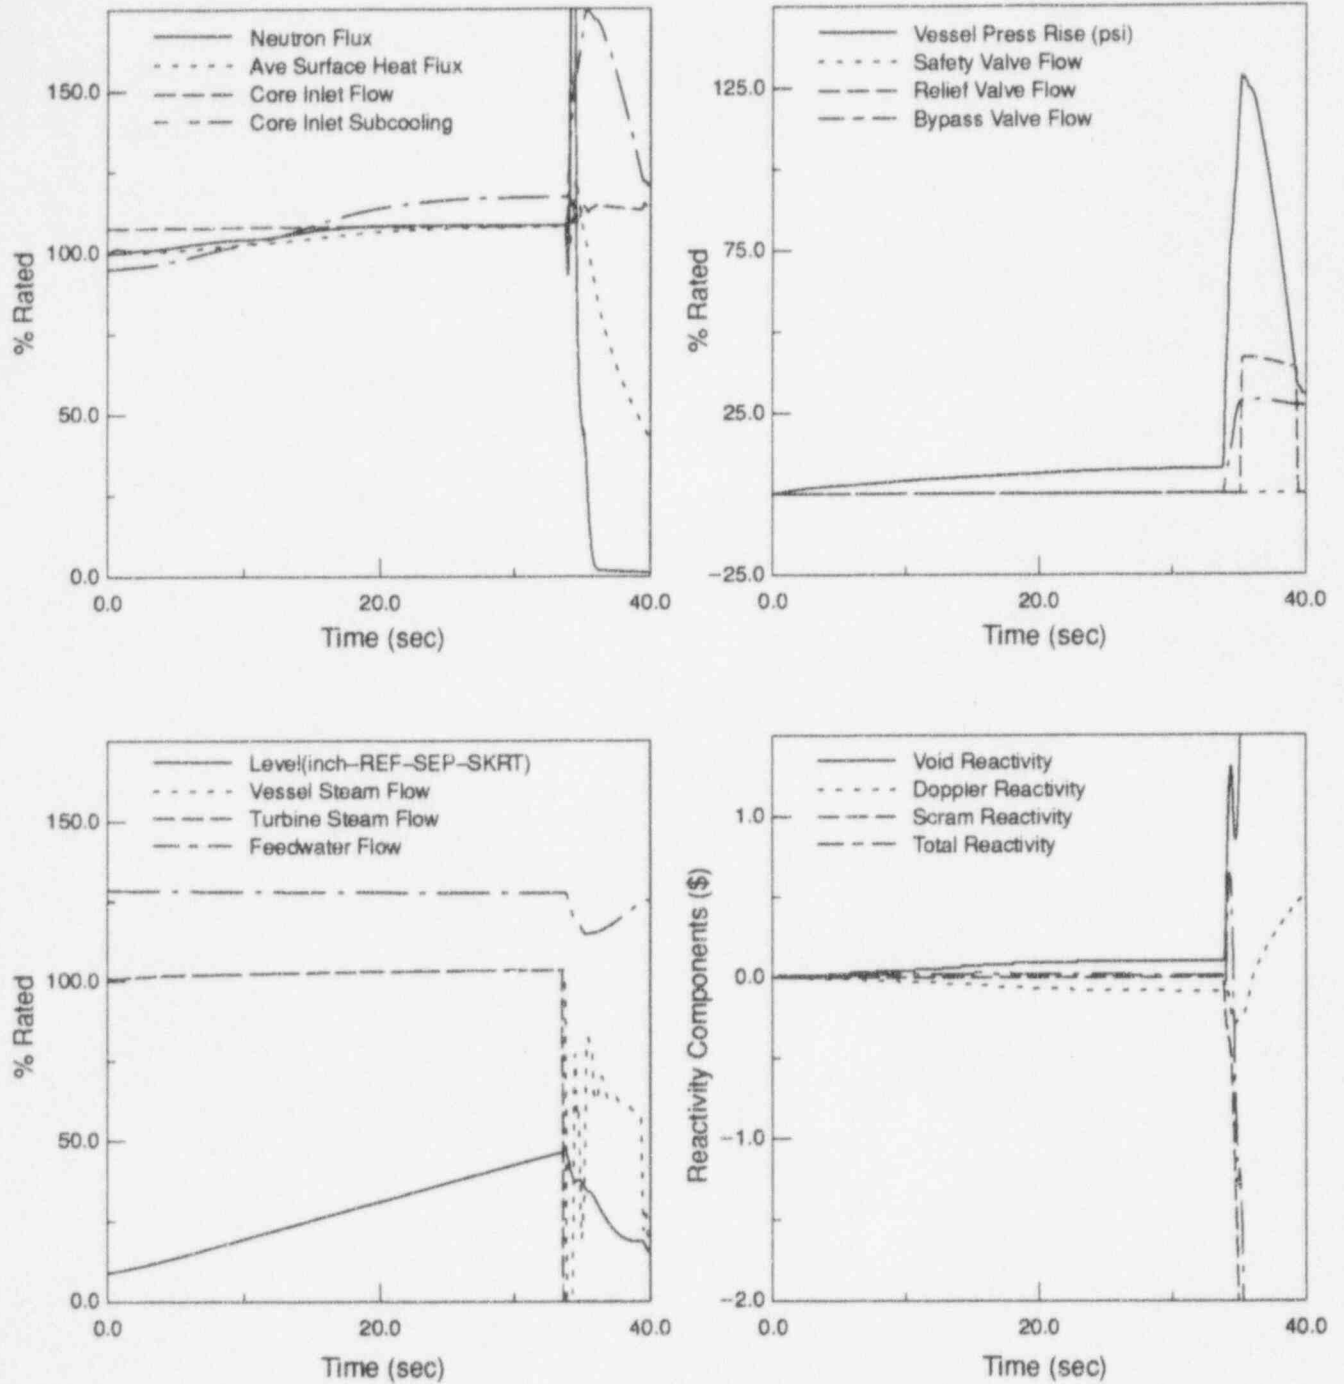 Neutron Flux
Ave Surface Heat Flux
Core Inlet Flow
Core Inlet Subcooling
150.0
100.0
50.0
0.0
% Rated
0.0
20.0
40.0
Time (sec)
Vessel Press Rise (psi)
Safety Valve Flow
Relief Valve Flow
Bypass Valve Flow
125.0
75.0
25.0
−25.0
% Rated
0.0
20.0
40.0
Time (sec)
Level(inch−REF−SEP−SKRT)
Vessel Steam Flow
Turbine Steam Flow
Feedwater Flow
150.0
100.0
50.0
0.0
% Rated
0.0
20.0
40.0
Time (sec)
Void Reactivity
Doppler Reactivity
Scram Reactivity
Total Reactivity
1.0
0.0
−1.0
−2.0
Reactivity Components ($)
0.0
20.0
40.0
Time (sec)